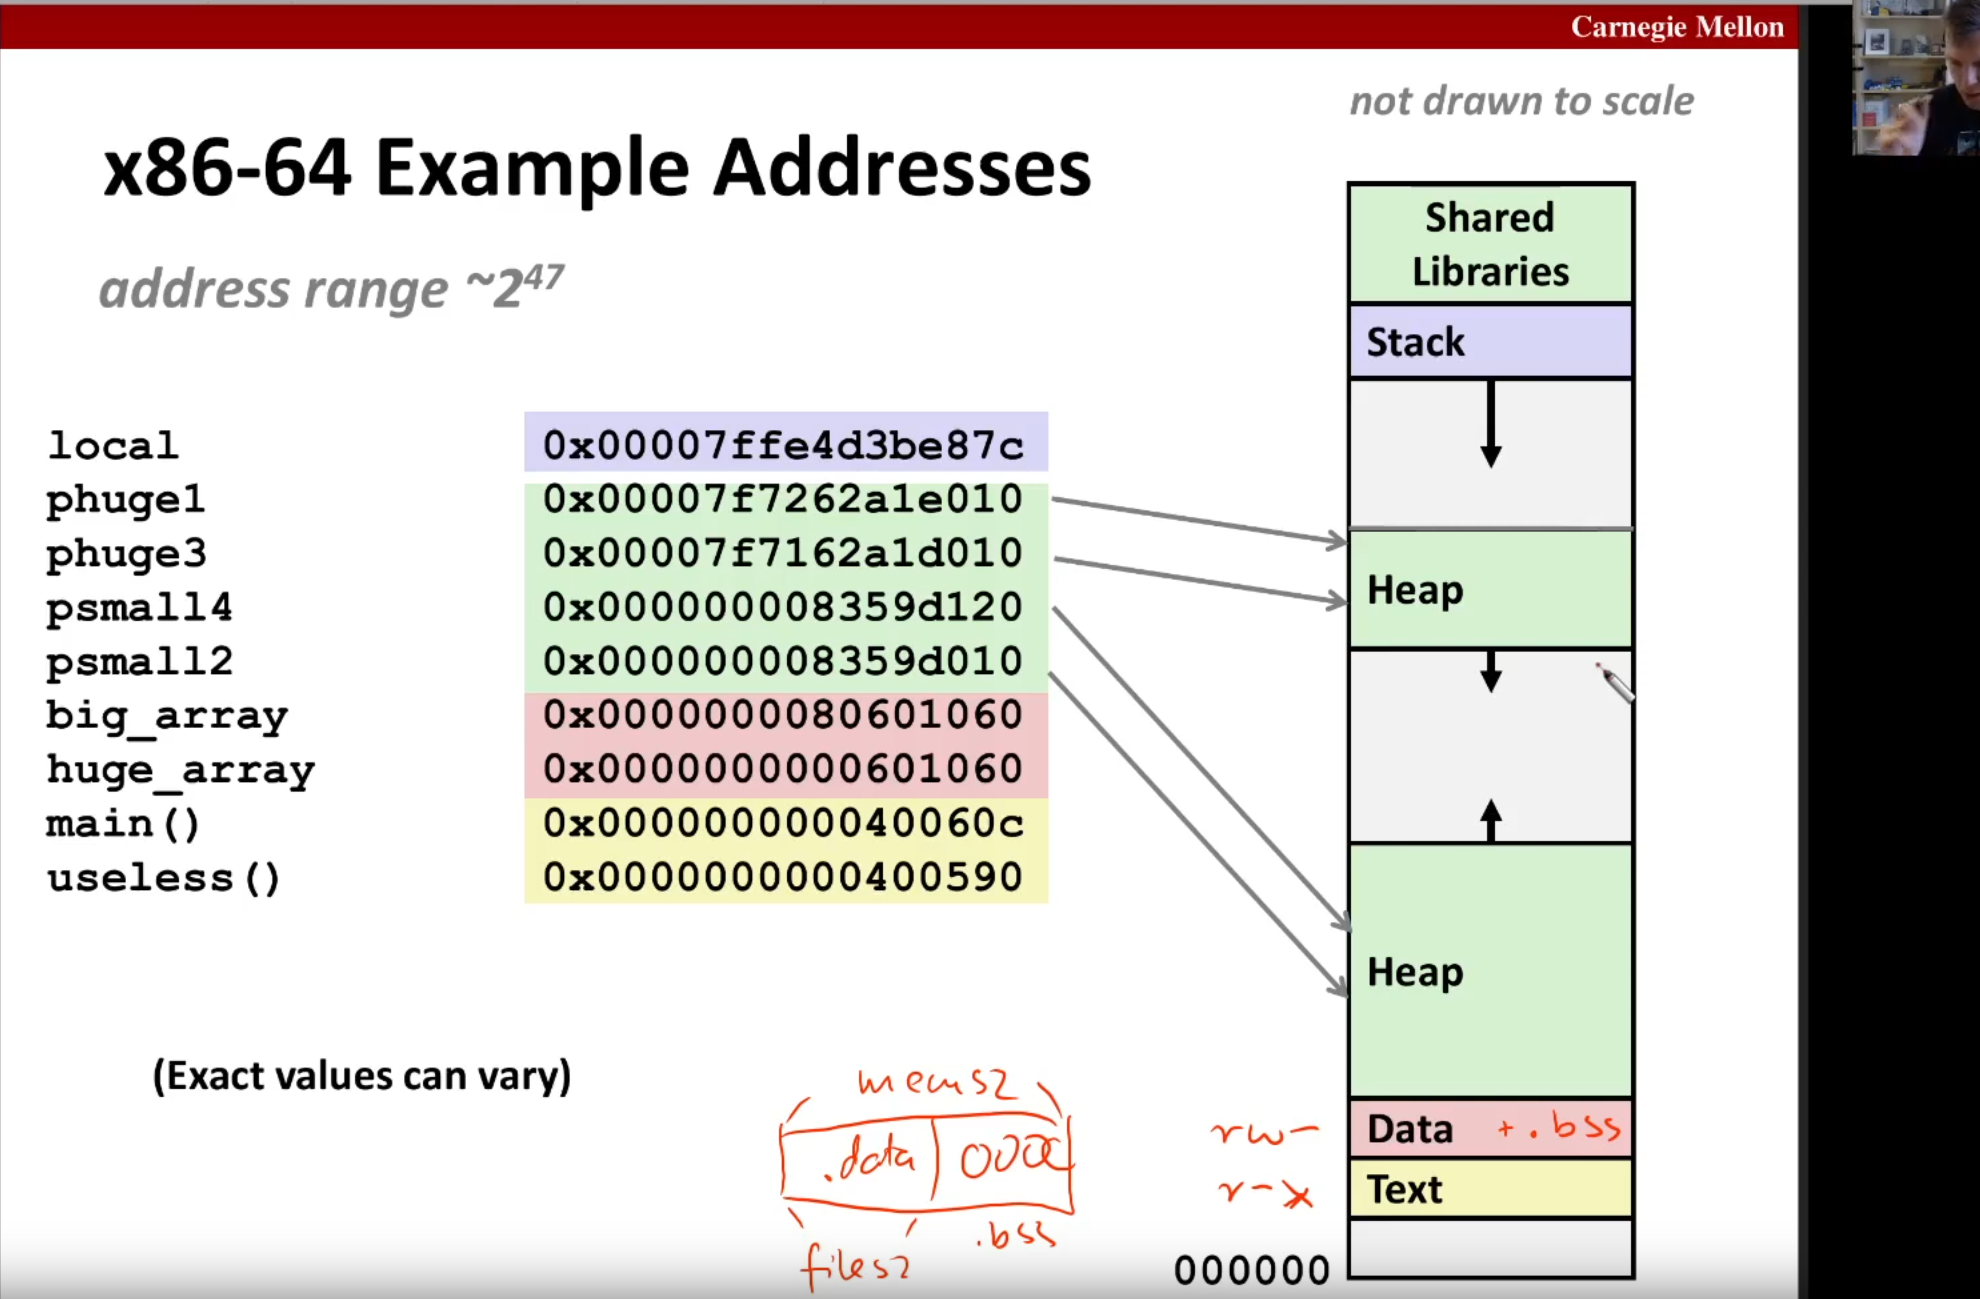 Carnegie Mellon
not drawn to scale
x86-64 Example Addresses
address range ~2⁴⁷
Shared
Libraries
Stack
Heap
Heap
rw- Data + .bss
r-x Text
000000
local 0x00007ffe4d3be87c
phuge1 0x00007f7262a1e010
phuge3 0x00007f7162a1d010
psmall4 0x000000008359d120
psmall2 0x000000008359d010
big_array 0x0000000080601060
huge_array 0x0000000000601060
main() 0x000000000040060c
useless() 0x0000000000400590
(Exact values can vary)
memsz
.data 000
.bss
filesz